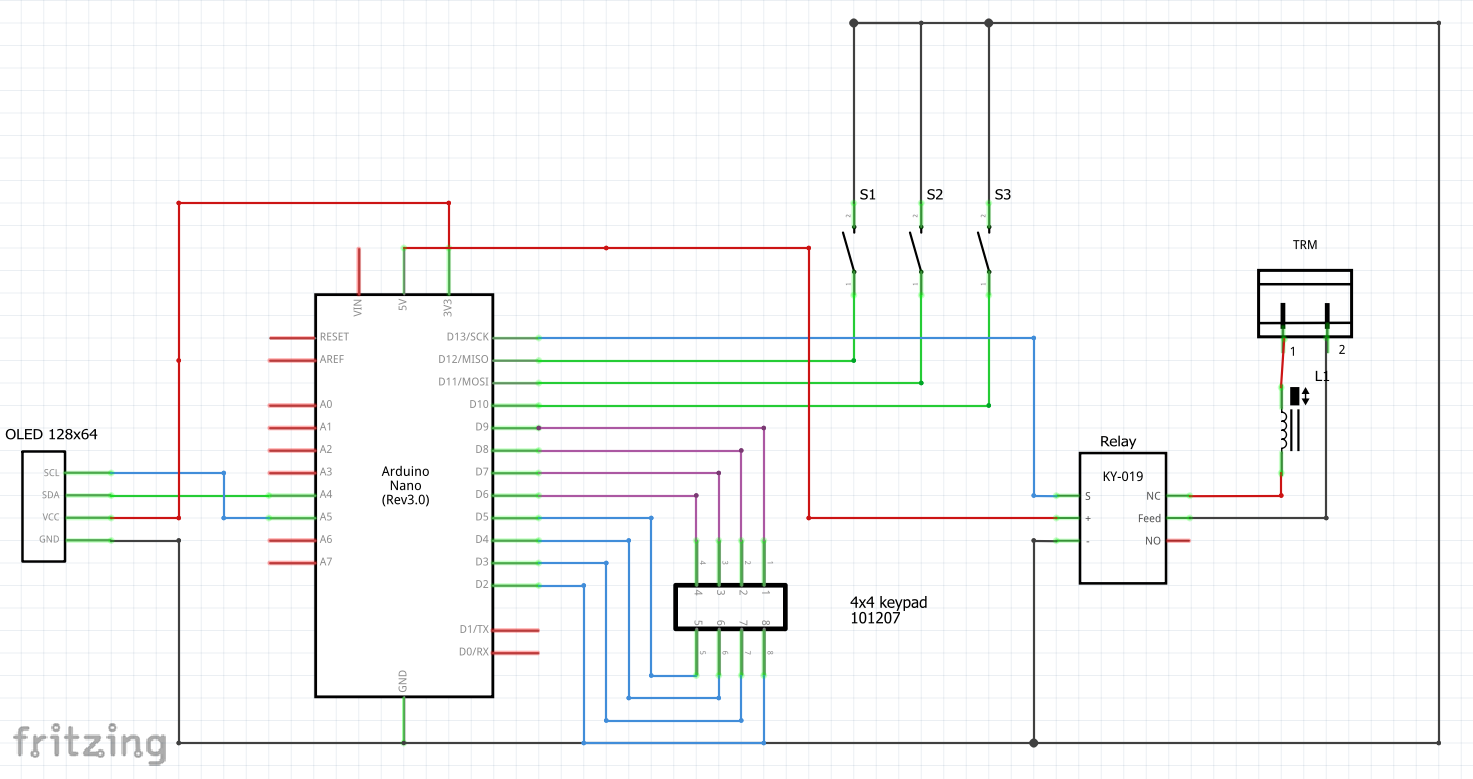 S1
S2
S3
2
2
2
1
1
1
TRM
1
2
L1
VIN
5V
3V3
RESET
AREF
A0
A1
A2
A3
A4
A5
A6
A7
D13/SCK
D12/MISO
D11/MOSI
D10
D9
D8
D7
D6
D5
D4
D3
D2
D1/TX
D0/RX
GND
Arduino
Nano
(Rev3.0)
OLED 128x64
SCL
SDA
VCC
GND
Relay
KY-019
S
+
-
NC
Feed
NO
4
3
2
1
4
3
2
1
5
6
7
8
5
6
7
8
4x4 keypad
101207
fritzing